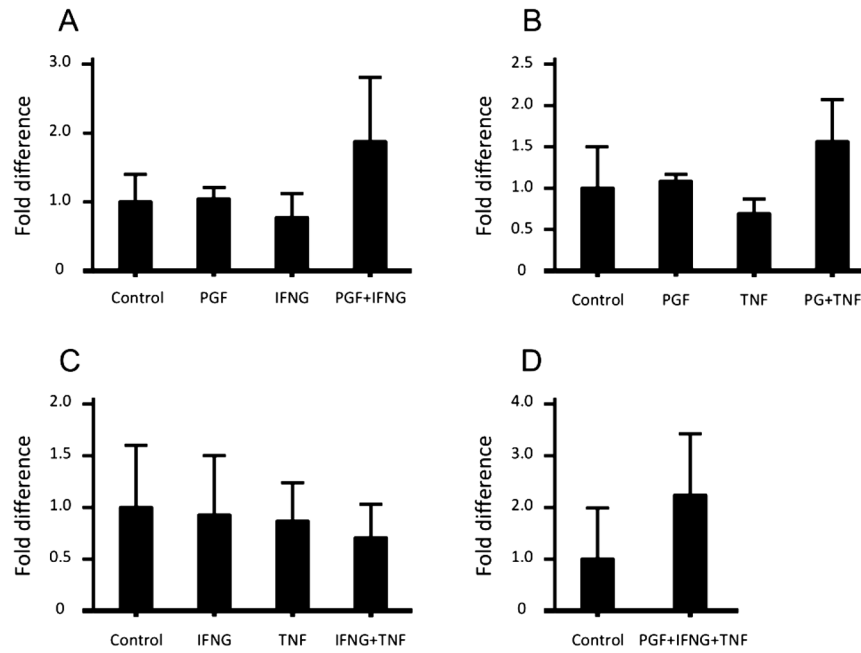 A
Fold difference
3.0
2.0
1.0
0
Control PGF IFNG PGF+IFNG
B
Fold difference
2.5
2.0
1.5
1.0
0.5
0
Control PGF TNF PG+TNF
C
Fold difference
2.0
1.5
1.0
0.5
0
Control IFNG TNF IFNG+TNF
D
Fold difference
4.0
3.0
2.0
1.0
0
Control PGF+IFNG+TNF